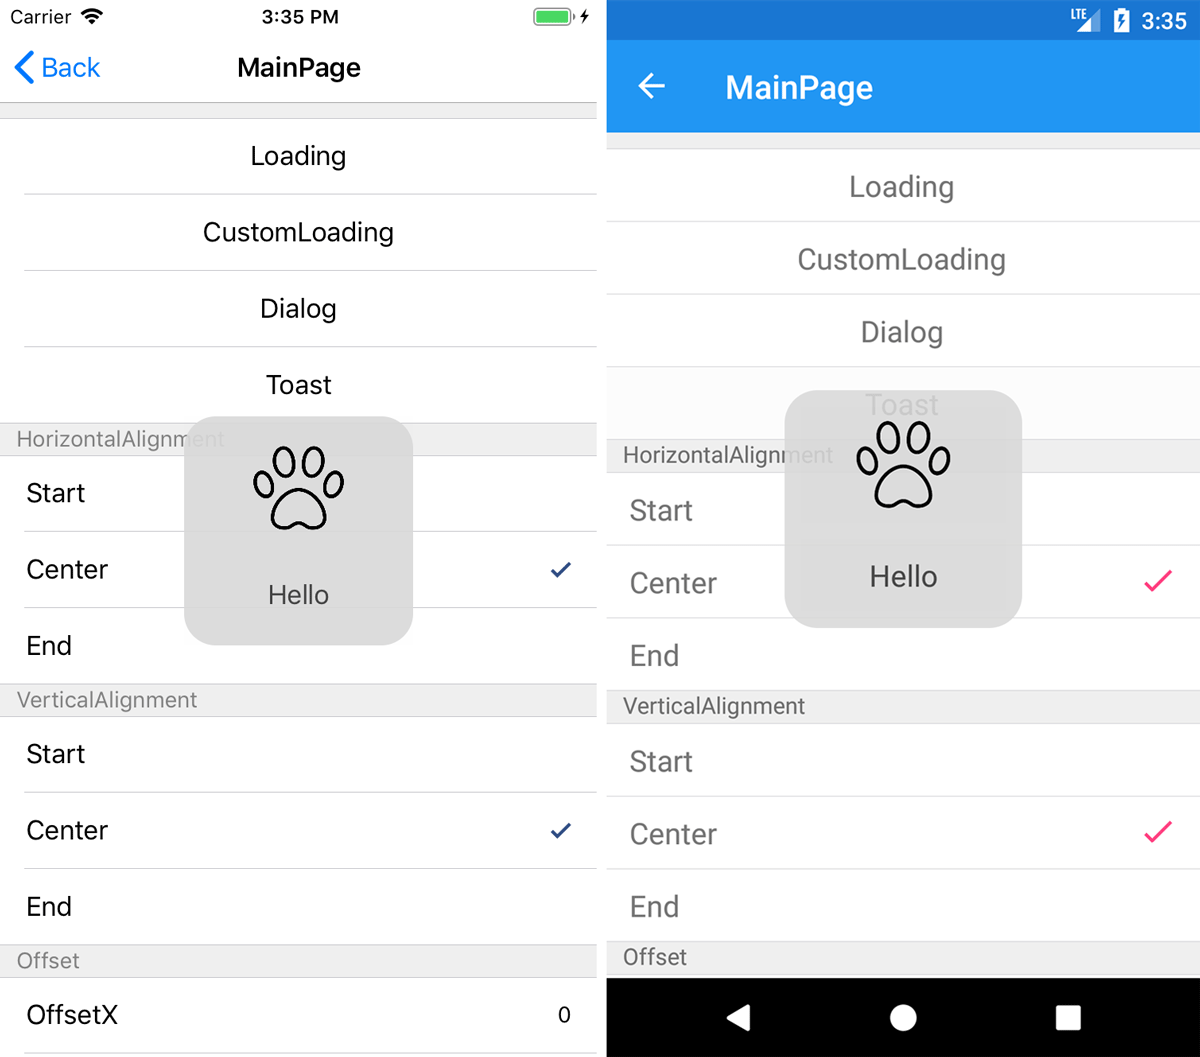 Carrier 3:35 PM
Back MainPage
Loading
CustomLoading
Dialog
Toast
HorizontalAlignment
Start
Center
Hello
End
VerticalAlignment
Start
Center
End
Offset
OffsetX 0
LTE 3:35
MainPage
Loading
CustomLoading
Dialog
Toast
HorizontalAlignment
Start
Center
Hello
End
VerticalAlignment
Start
Center
End
Offset